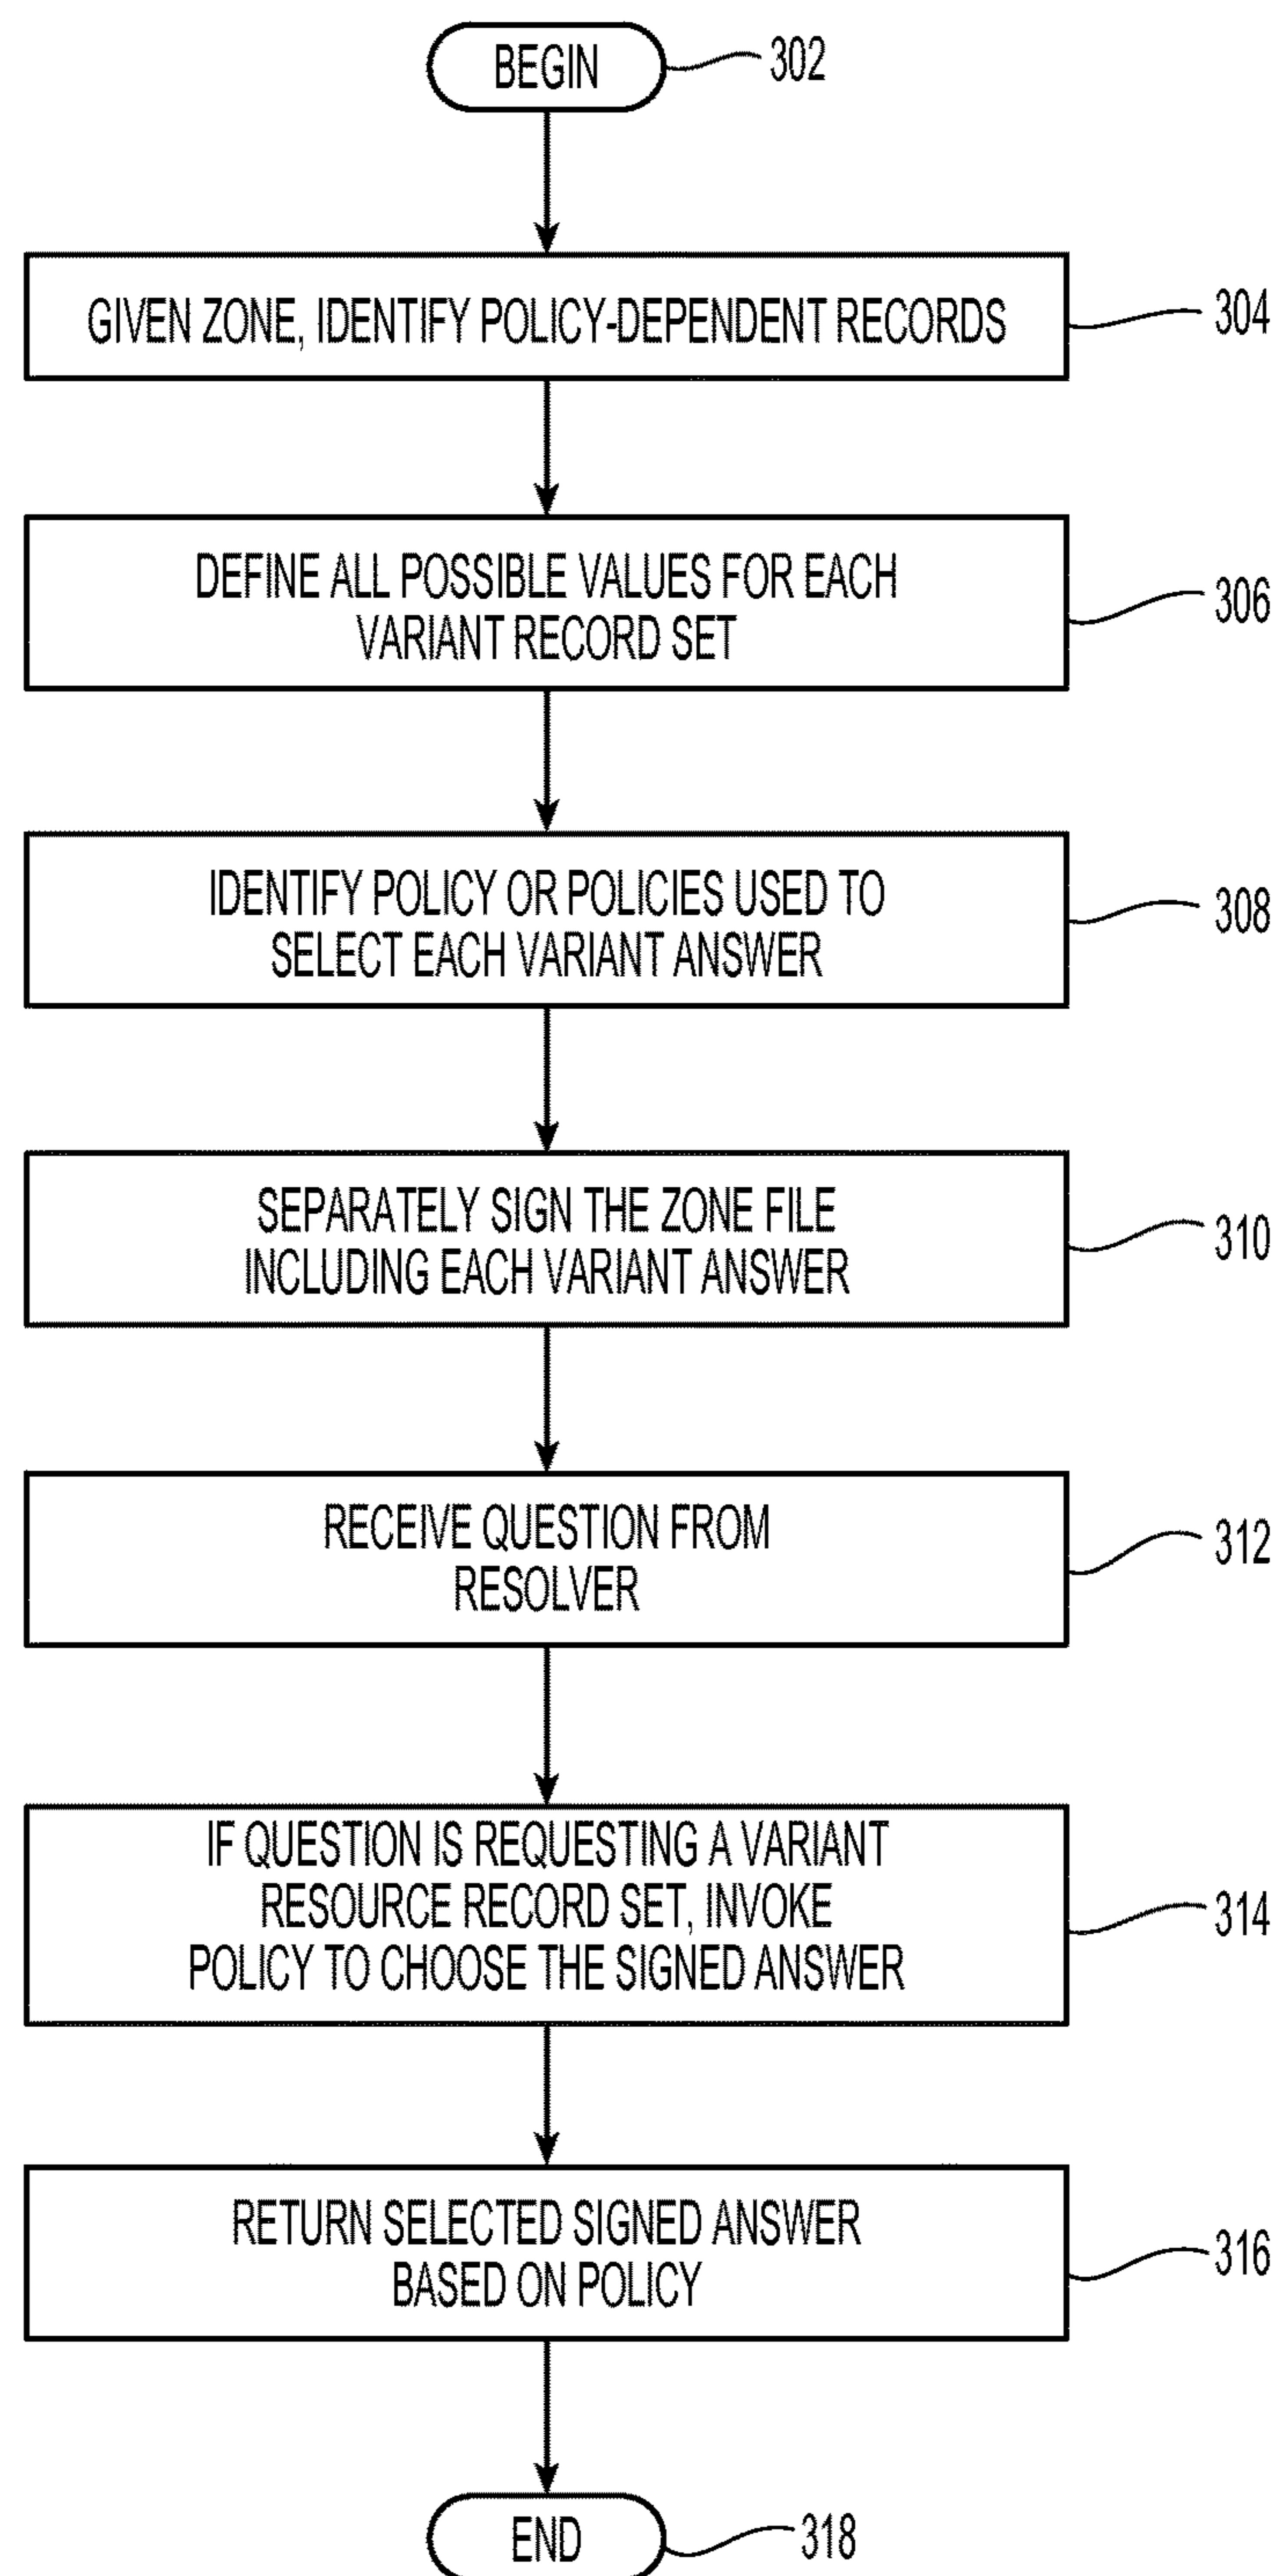 BEGIN
302
GIVEN ZONE, IDENTIFY POLICY-DEPENDENT RECORDS
304
DEFINE ALL POSSIBLE VALUES FOR EACH
VARIANT RECORD SET
306
IDENTIFY POLICY OR POLICIES USED TO
SELECT EACH VARIANT ANSWER
308
SEPARATELY SIGN THE ZONE FILE
INCLUDING EACH VARIANT ANSWER
310
RECEIVE QUESTION FROM
RESOLVER
312
IF QUESTION IS REQUESTING A VARIANT
RESOURCE RECORD SET, INVOKE
POLICY TO CHOOSE THE SIGNED ANSWER
314
RETURN SELECTED SIGNED ANSWER
BASED ON POLICY
316
END
318